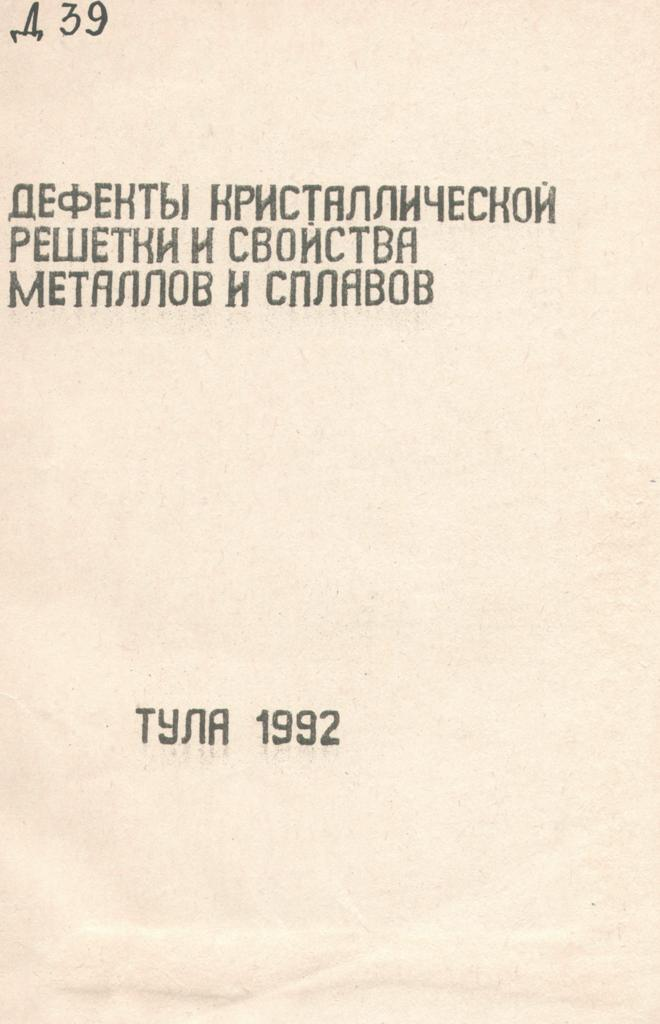 Д 39
ДЕФЕКТЫ КРИСТАЛЛИЧЕСКОЙ
РЕШЕТКИ И СВОЙСТВА
МЕТАЛЛОВ И СПЛАВОВ
ТУЛА 1992